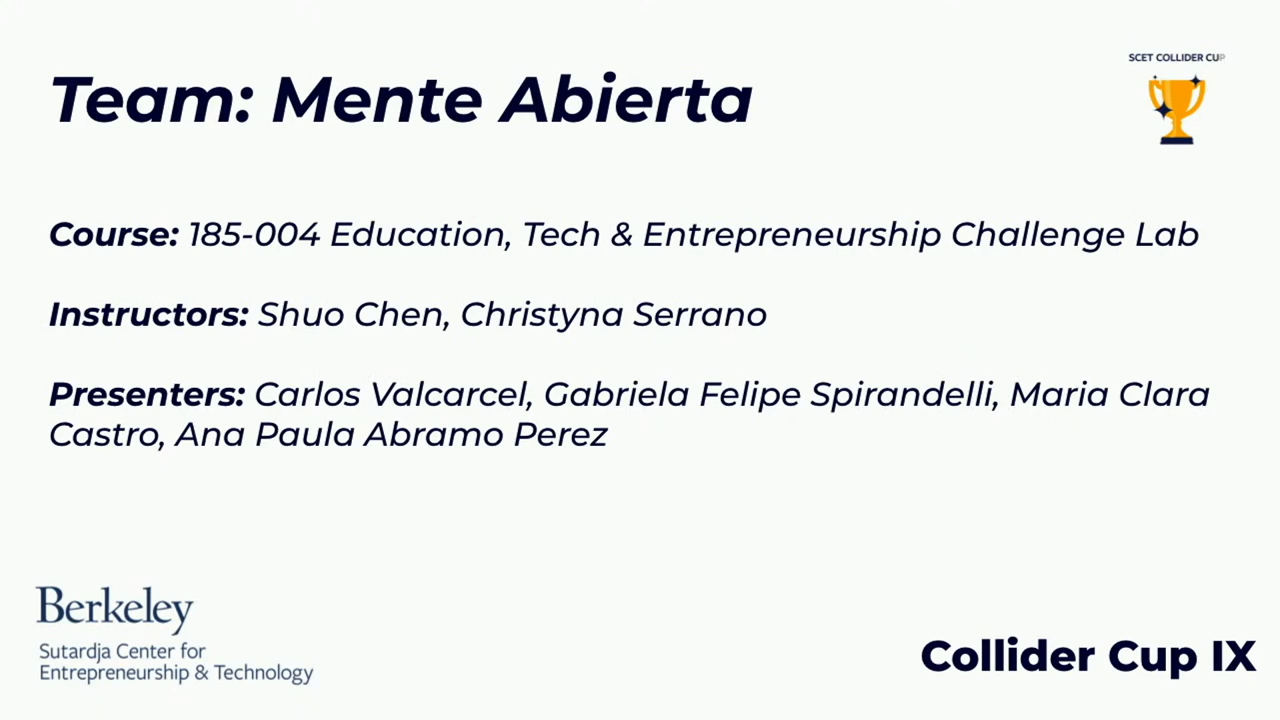 SCET COLLIDER CUP
Team: Mente Abierta
Course: 185-004 Education, Tech & Entrepreneurship Challenge Lab
Instructors: Shuo Chen, Christyna Serrano
Presenters: Carlos Valcarcel, Gabriela Felipe Spirandelli, Maria Clara
Castro, Ana Paula Abramo Perez
Berkeley
Sutardja Center for
Entrepreneurship & Technology
Collider Cup IX